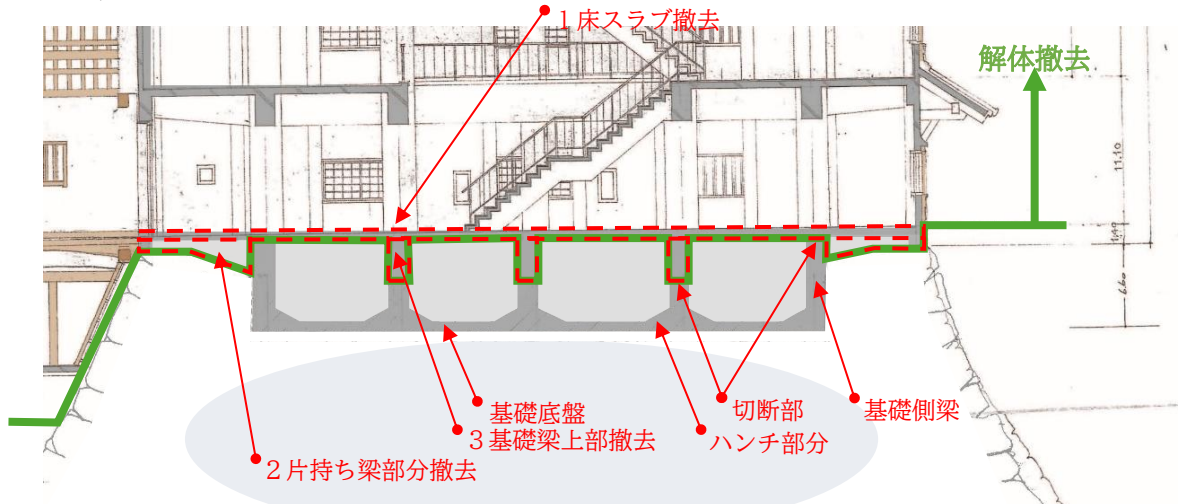 1床スラブ撤去
解体撤去
11.10
1.49
6.60
基礎底盤
3基礎梁上部撤去
2片持ち梁部分撤去
切断部
ハンチ部分
基礎側梁